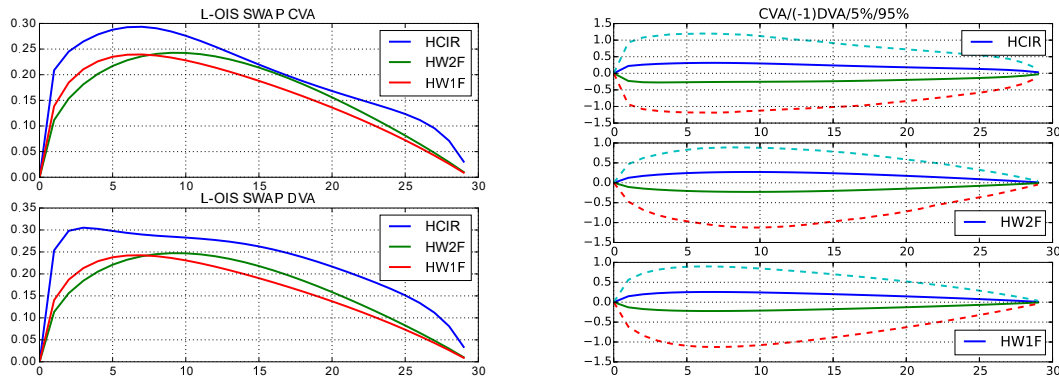 L-OIS SWAP CVA
0.30
0.25
0.20
0.15
0.10
0.05
0.00
HCIR
HW2F
HW1F
0 5 10 15 20 25 30
L-OIS SWAP DVA
0.35
0.30
0.25
0.20
0.15
0.10
0.05
0.00
HCIR
HW2F
HW1F
0 5 10 15 20 25 30
CVA/(-1)DVA/5%/95%
1.5
1.0
0.5
0.0
−0.5
−1.0
−1.5
HCIR
0 5 10 15 20 25 30
1.0
0.5
0.0
−0.5
−1.0
−1.5
HW2F
0 5 10 15 20 25 30
1.0
0.5
0.0
−0.5
−1.0
−1.5
HW1F
0 5 10 15 20 25 30